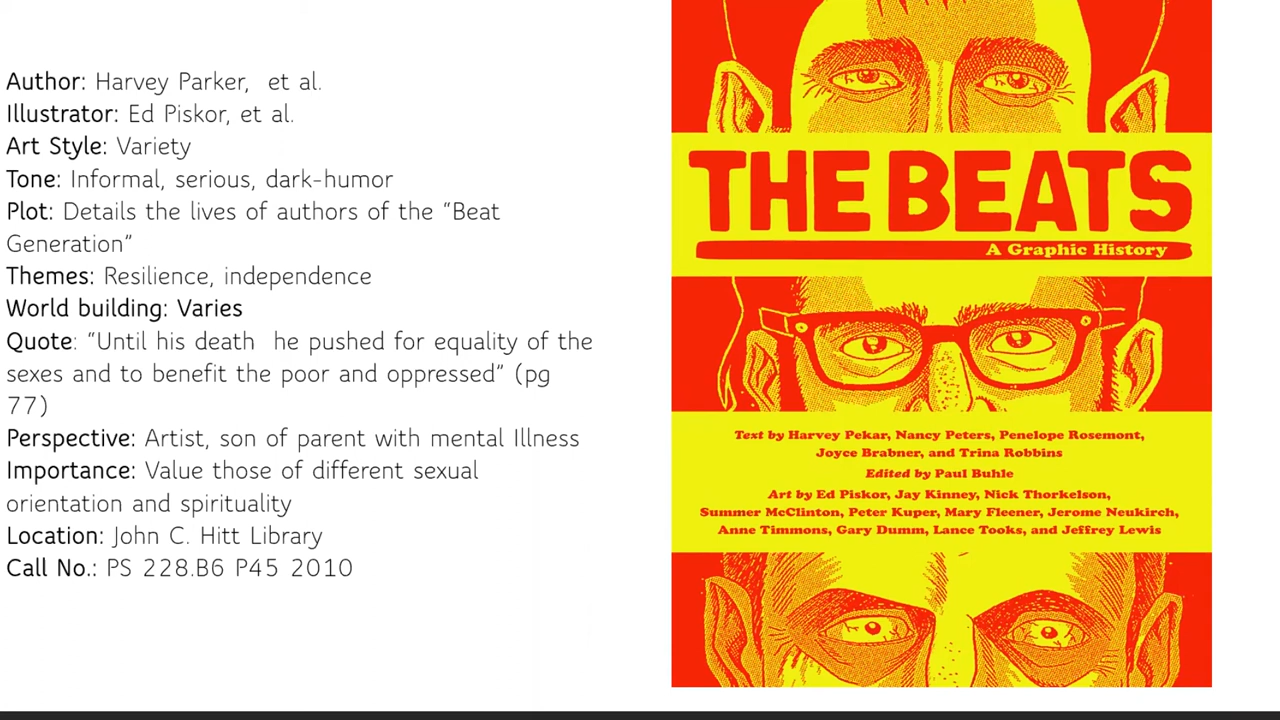 Author: Harvey Parker, et al.
Illustrator: Ed Piskor, et al.
Art Style: Variety
Tone: Informal, serious, dark-humor
Plot: Details the lives of authors of the “Beat
Generation”
Themes: Resilience, independence
World building: Varies
Quote: “Until his death he pushed for equality of the
sexes and to benefit the poor and oppressed” (pg
77)
Perspective: Artist, son of parent with mental Illness
Importance: Value those of different sexual
orientation and spirituality
Location: John C. Hitt Library
Call No.: PS 228.B6 P45 2010
THE BEATS
A Graphic History
Text by Harvey Pekar, Nancy Peters, Penelope Rosemont,
Joyce Brabner, and Trina Robbins
Edited by Paul Buhle
Art by Ed Piskor, Jay Kinney, Nick Thorkelson,
Summer McClinton, Peter Kuper, Mary Fleener, Jerome Neukirch,
Anne Timmons, Gary Dumm, Lance Tooks, and Jeffrey Lewis